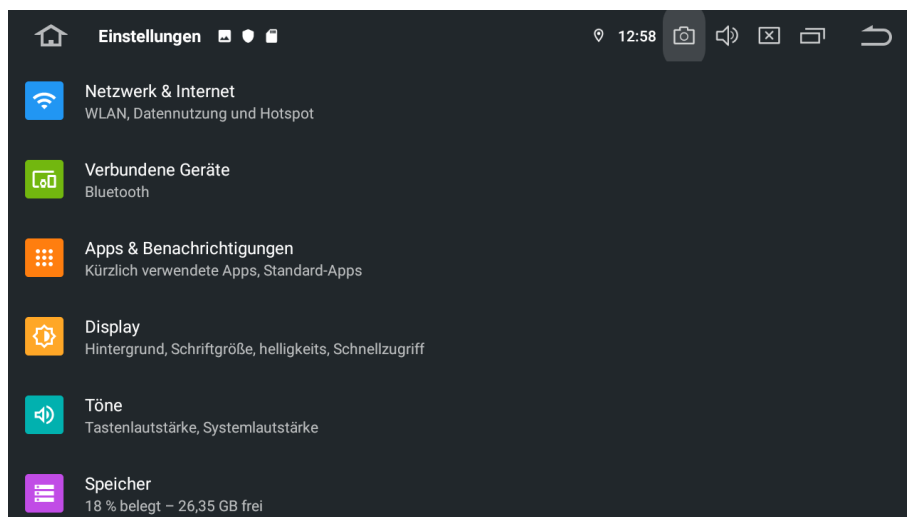 Einstellungen
12:58
Netzwerk & Internet
WLAN, Datennutzung und Hotspot
Verbundene Geräte
Bluetooth
Apps & Benachrichtigungen
Kürzlich verwendete Apps, Standard-Apps
Display
Hintergrund, Schriftgröße, helligkeits, Schnellzugriff
Töne
Tastenlautstärke, Systemlautstärke
Speicher
18 % belegt – 26,35 GB frei